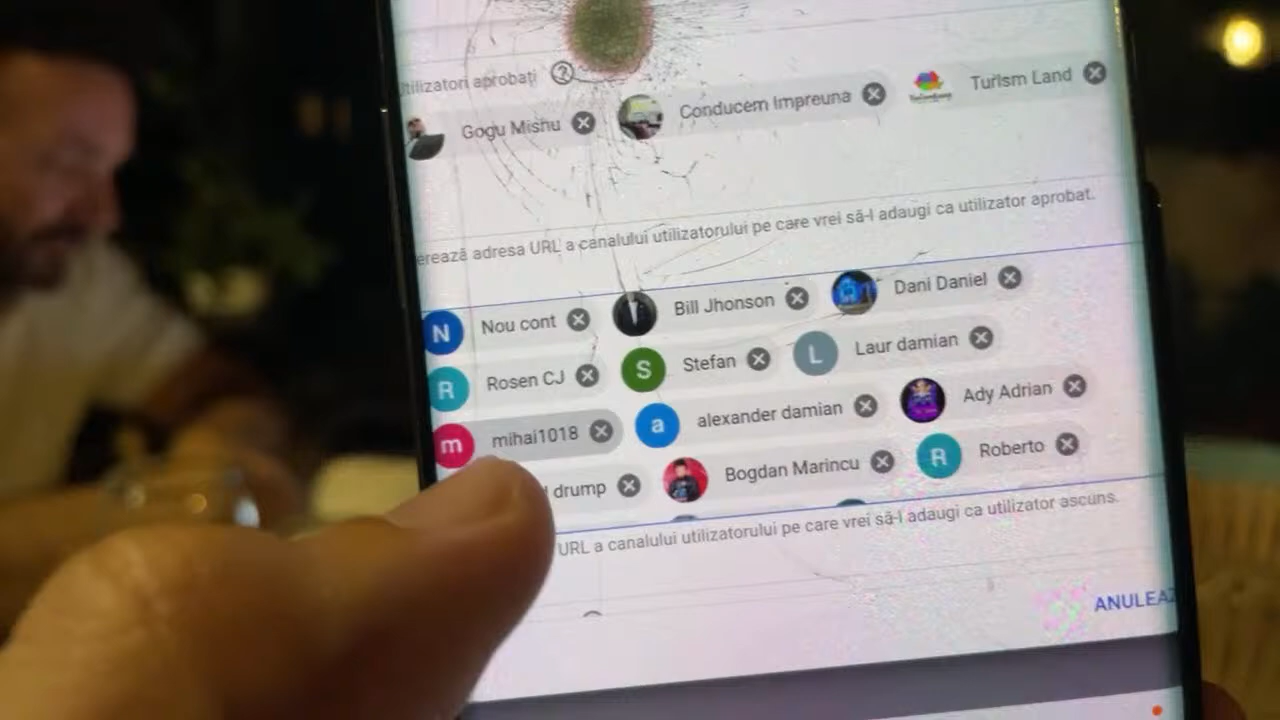 Utilizatori aprobați ?
Gogu Mishu Conducem Impreuna Turism Land
erează adresa URL a canalului utilizatorului pe care vrei să-l adaugi ca utilizator aprobat.
N Nou cont Bill Jhonson Dani Daniel
R Rosen CJ S Stefan L Laur damian
m mihai1018 a alexander damian Ady Adrian
drump Bogdan Marincu R Roberto
URL a canalului utilizatorului pe care vrei să-l adaugi ca utilizator ascuns.
ANULEAZ